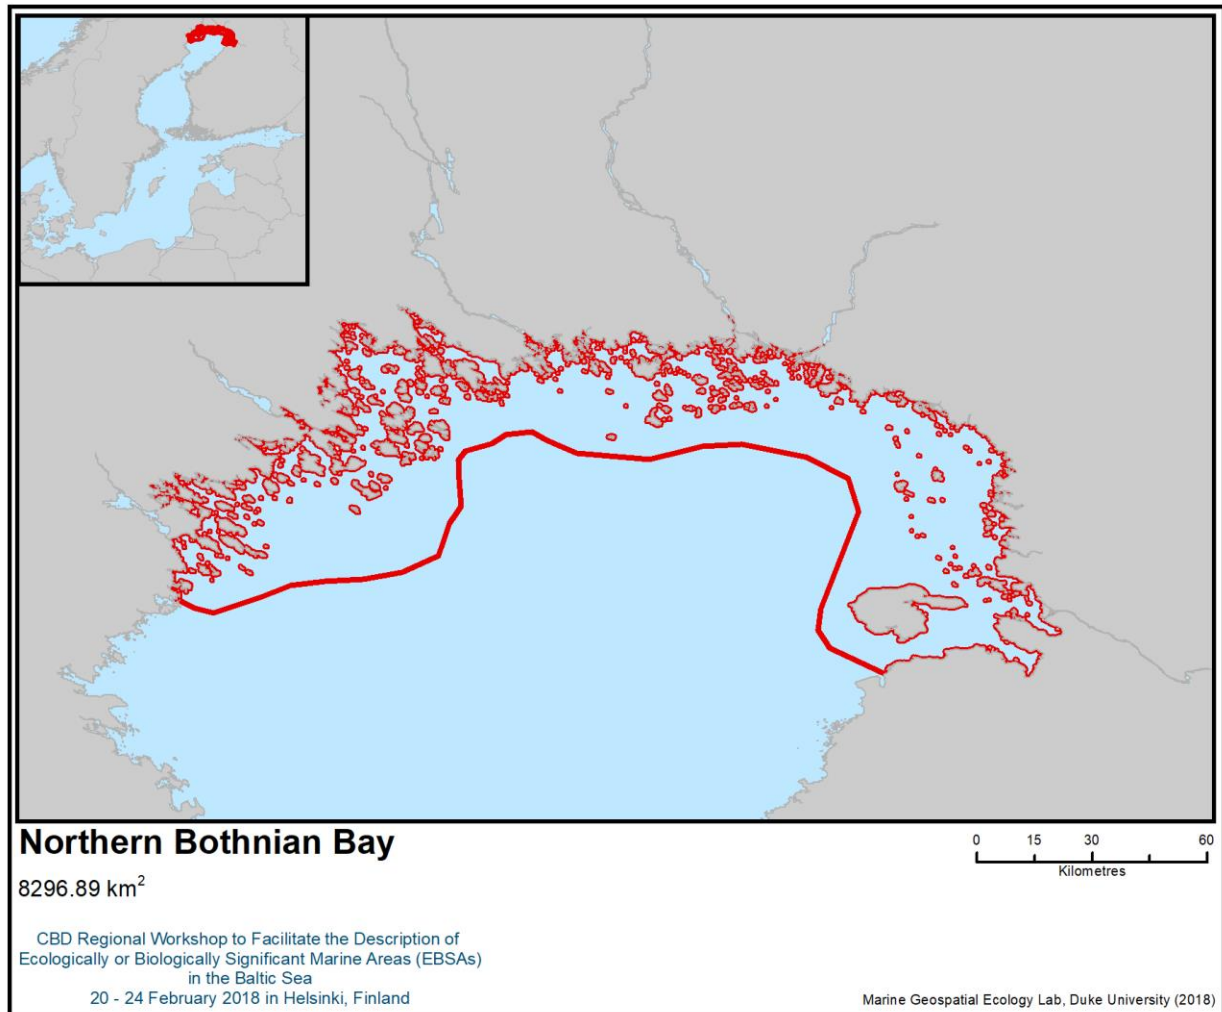 Northern Bothnian Bay
8296.89 km²
0 15 30 60
Kilometres
CBD Regional Workshop to Facilitate the Description of
Ecologically or Biologically Significant Marine Areas (EBSAs)
in the Baltic Sea
20 - 24 February 2018 in Helsinki, Finland
Marine Geospatial Ecology Lab, Duke University (2018)